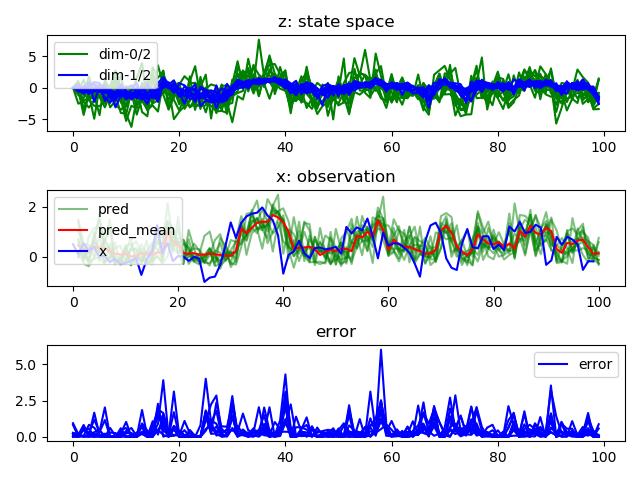 z: state space
dim-0/2
dim-1/2
5
0
−5
0 20 40 60 80 100
x: observation
pred
pred_mean
x
2
0
0 20 40 60 80 100
error
error
5.0
2.5
0.0
0 20 40 60 80 100